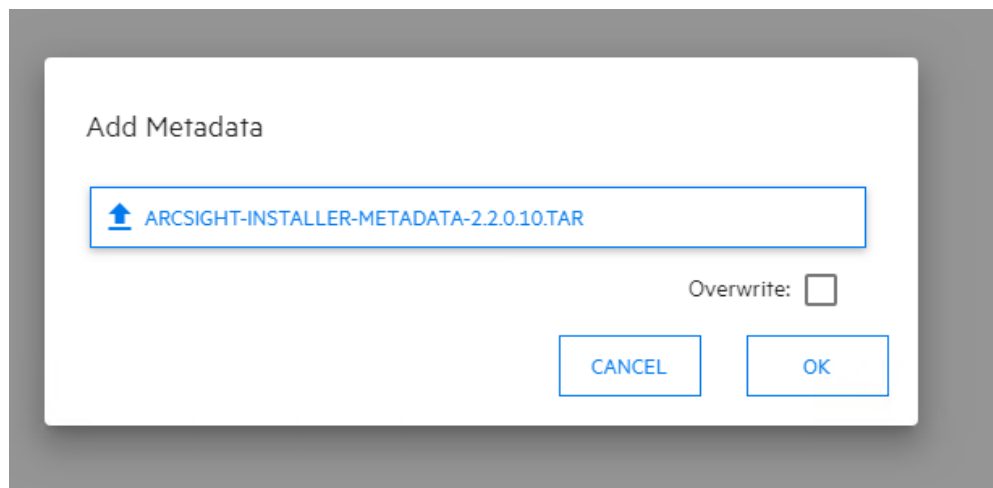 Add Metadata
ARCSIGHT-INSTALLER-METADATA-2.2.0.10.TAR
Overwrite:
CANCEL OK